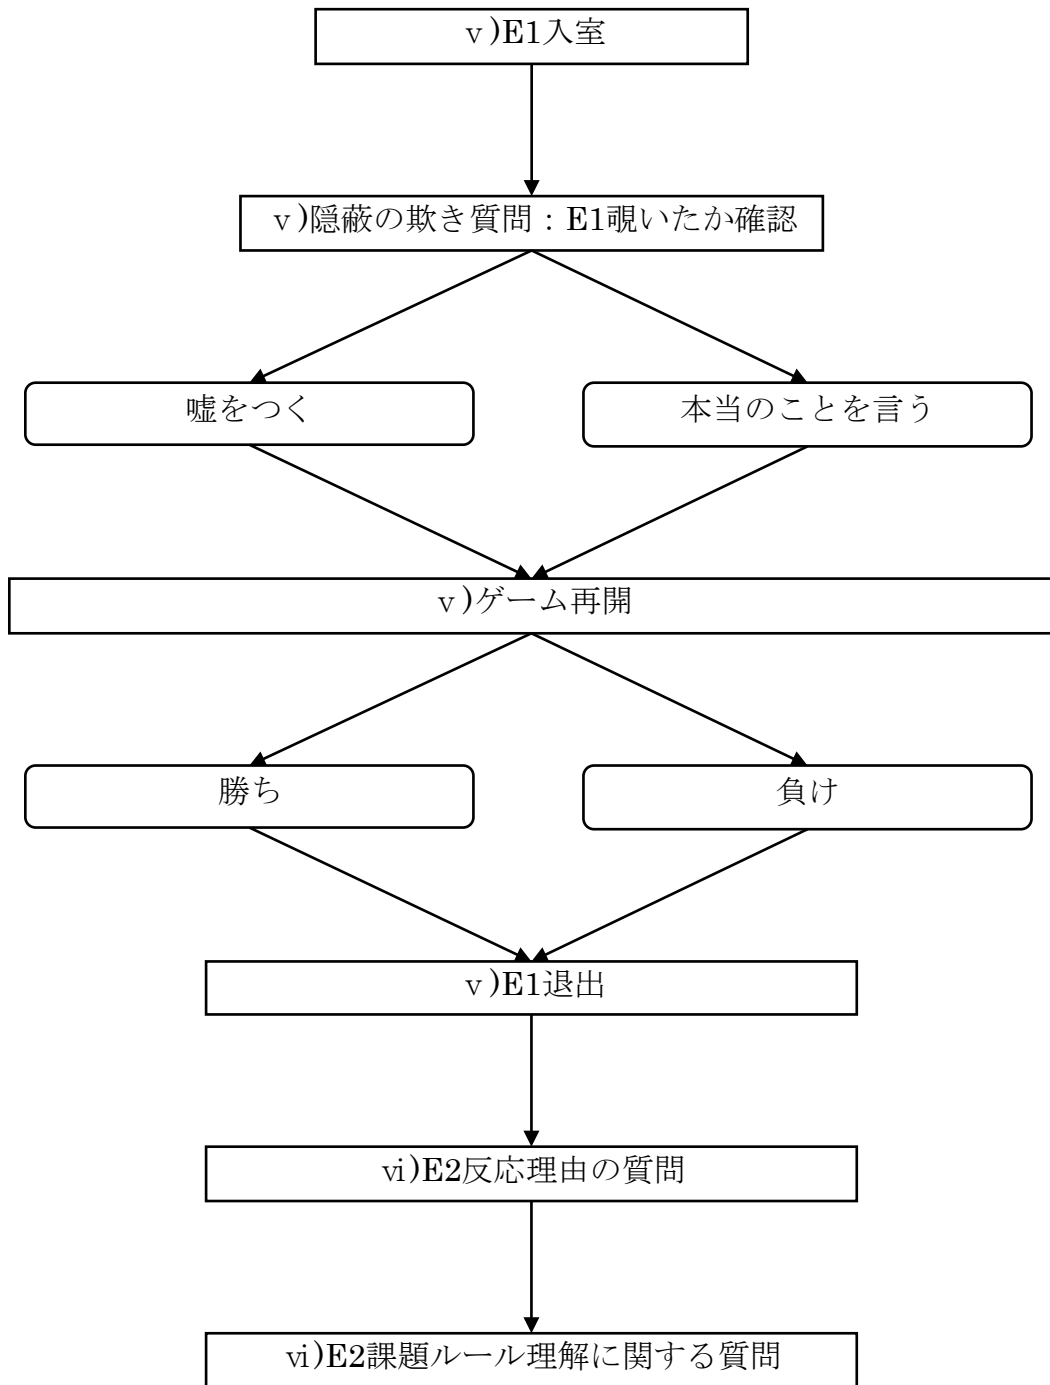 ⅴ)E1入室
ⅴ)隠蔽の欺き質問：E1覗いたか確認
嘘をつく
本当のことを言う
ⅴ)ゲーム再開
勝ち
負け
ⅴ)E1退出
ⅵ)E2反応理由の質問
ⅵ)E2課題ルール理解に関する質問